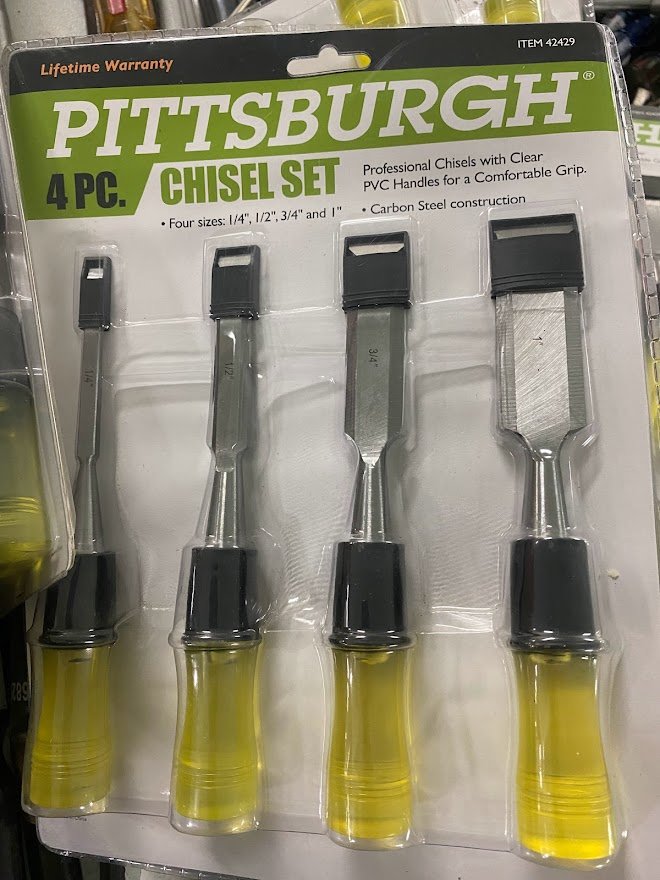 Lifetime Warranty
ITEM 42429
PITTSBURGH®
4 PC. CHISEL SET
Professional Chisels with Clear
PVC Handles for a Comfortable Grip.
• Four sizes: 1/4", 1/2", 3/4" and 1"
• Carbon Steel construction
1/4"
1/2"
3/4"
1"